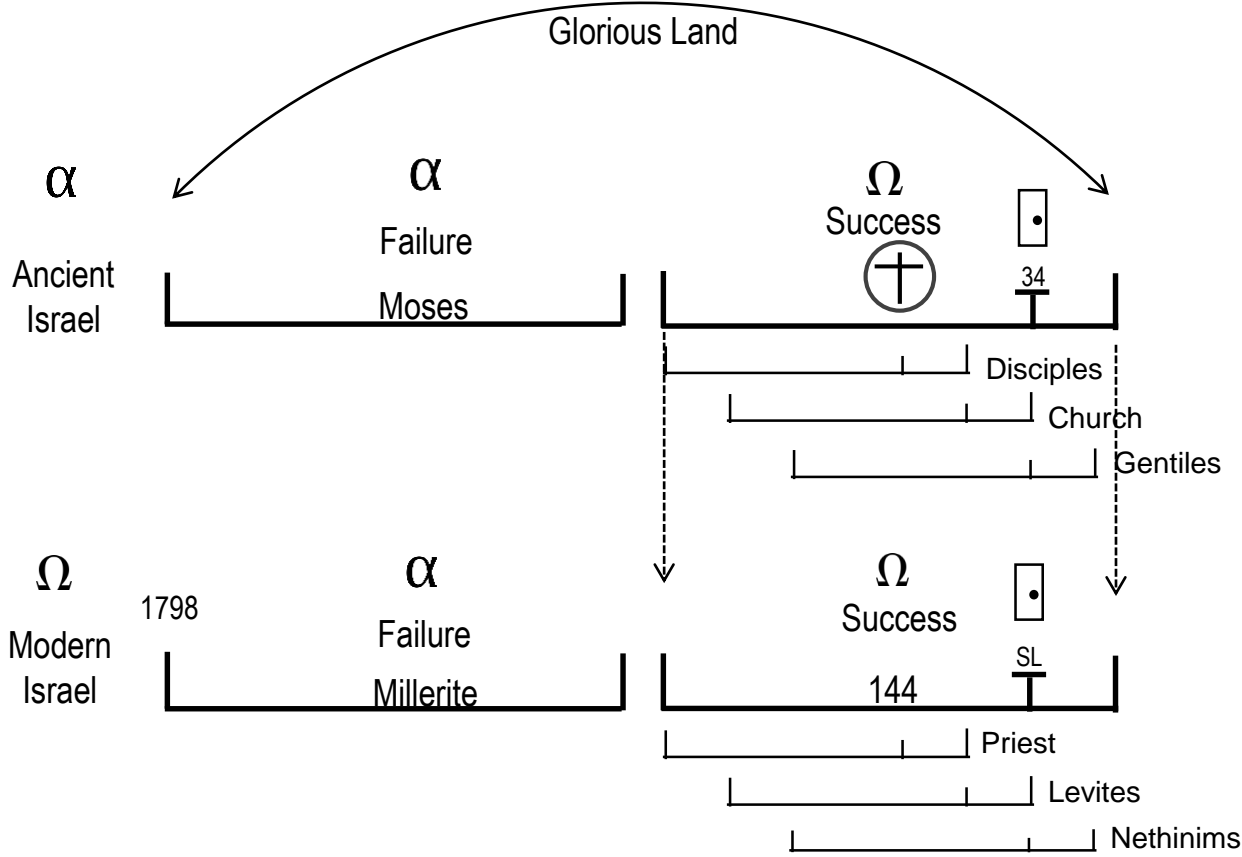 Glorious Land
α
α
Ω
Failure
Success
Ancient
Israel
Moses
34
Disciples
Church
Gentiles
Ω
α
Ω
1798
Failure
Success
Modern
Israel
Millerite
144
SL
Priest
Levites
Nethinims